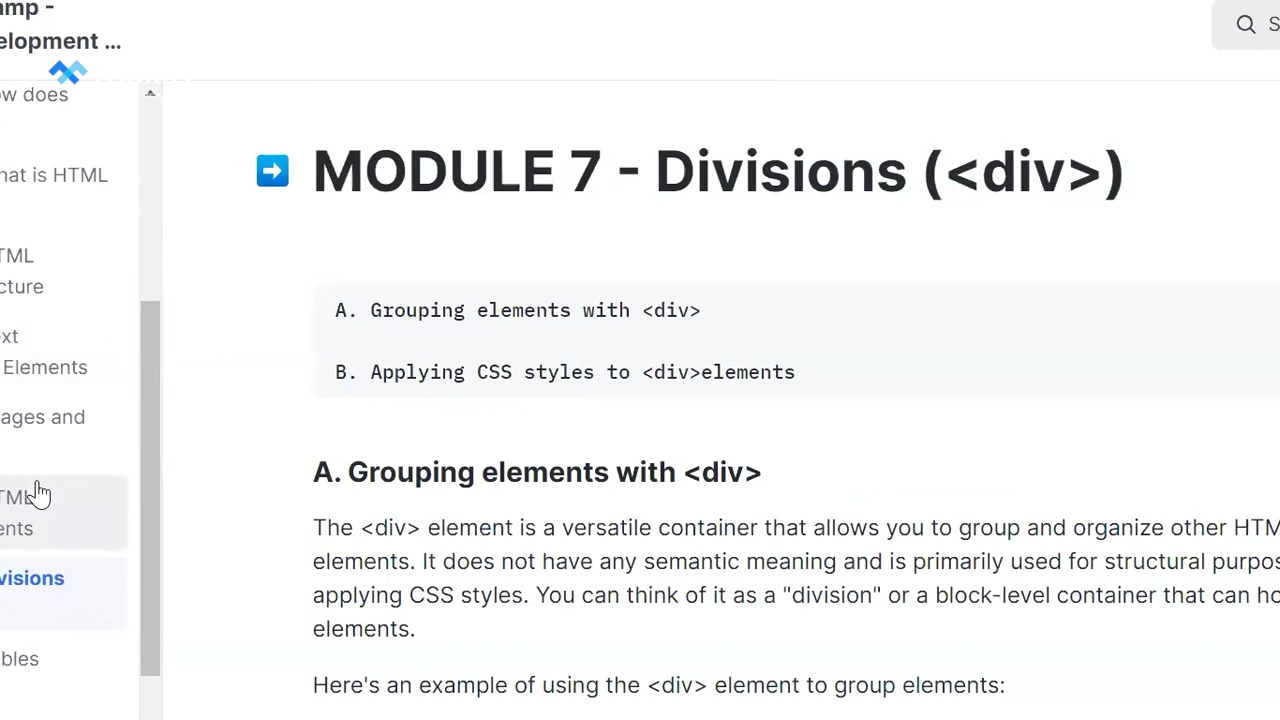 amp -
elopment ...
S
ow does
hat is HTML
TML
cture
ext
Elements
ages and
TML
ents
visions
bles
MODULE 7 - Divisions (<div>)
A. Grouping elements with <div>
B. Applying CSS styles to <div>elements
A. Grouping elements with <div>
The <div> element is a versatile container that allows you to group and organize other HTM
elements. It does not have any semantic meaning and is primarily used for structural purpos
applying CSS styles. You can think of it as a "division" or a block-level container that can ho
elements.
Here's an example of using the <div> element to group elements: